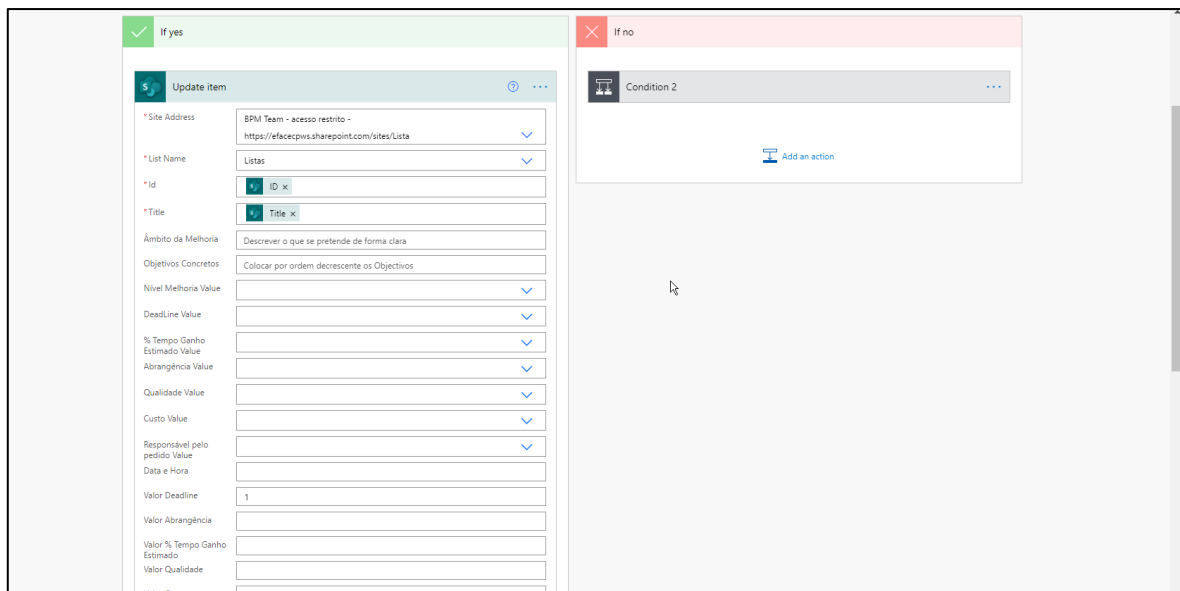 If yes
If no
Update item
Condition 2
Add an action
* Site Address
BPM Team - acesso restrito -
https://efacecpws.sharepoint.com/sites/Lista
* List Name
Listas
* Id
ID ×
* Title
Title ×
Âmbito da Melhoria
Descrever o que se pretende de forma clara
Objetivos Concretos
Colocar por ordem decrescente os Objectivos
Nível Melhoria Value
DeadLine Value
% Tempo Ganho
Estimado Value
Abrangência Value
Qualidade Value
Custo Value
Responsável pelo
pedido Value
Data e Hora
Valor Deadline
1
Valor Abrangência
Valor % Tempo Ganho
Estimado
Valor Qualidade